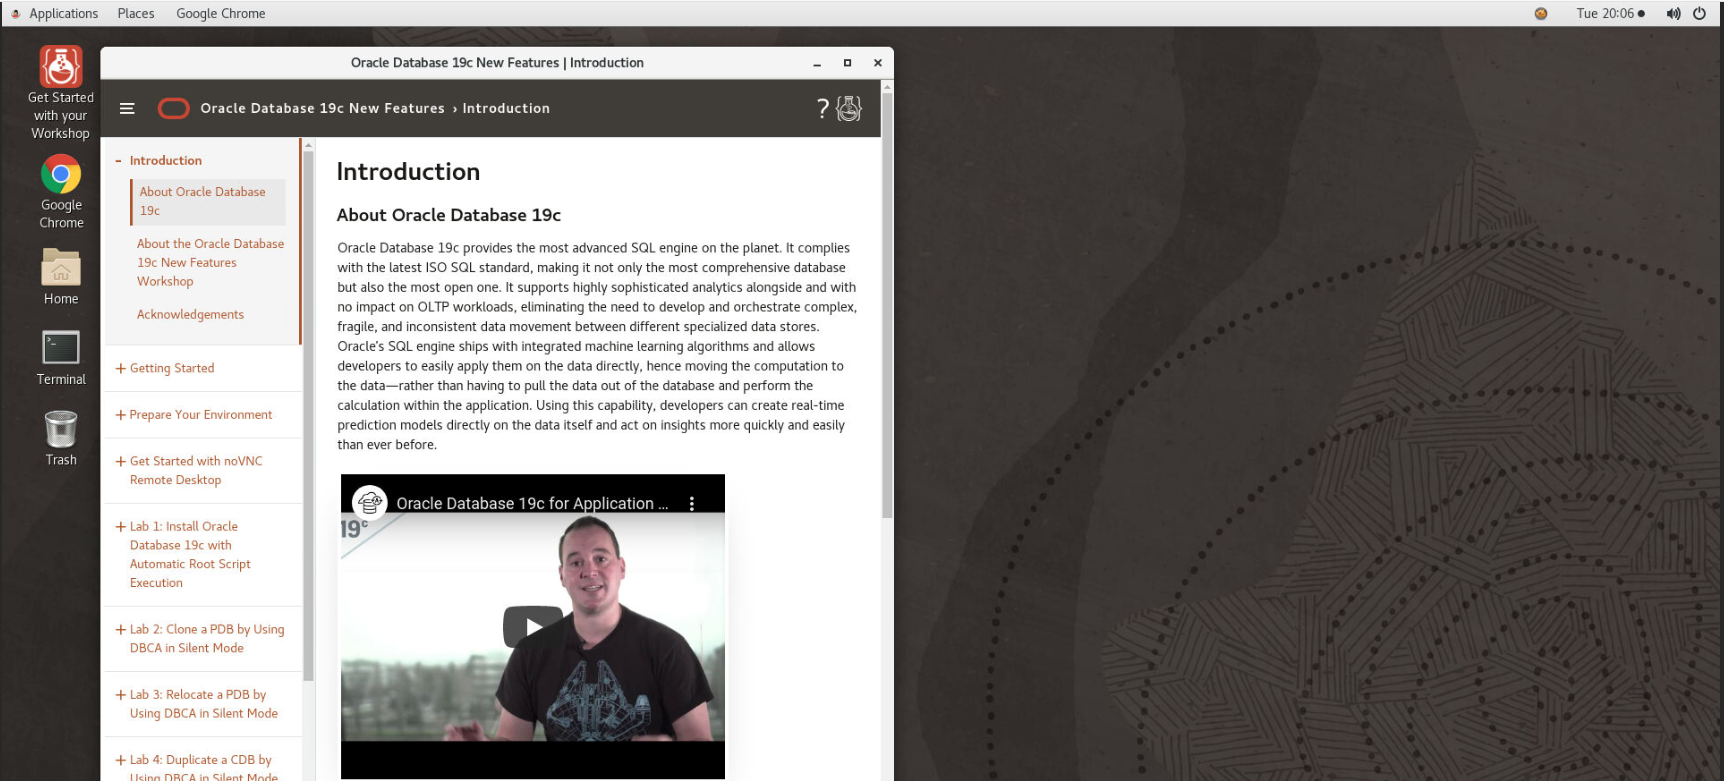 Applications Places Google Chrome Tue 20:06
Get Started
with your
Workshop
Google
Chrome
Home
Terminal
Trash
Oracle Database 19c New Features | Introduction
Oracle Database 19c New Features › Introduction ?
- Introduction
About Oracle Database
19c
About the Oracle Database
19c New Features
Workshop
Acknowledgements
+ Getting Started
+ Prepare Your Environment
+ Get Started with noVNC
Remote Desktop
+ Lab 1: Install Oracle
Database 19c with
Automatic Root Script
Execution
+ Lab 2: Clone a PDB by Using
DBCA in Silent Mode
+ Lab 3: Relocate a PDB by
Using DBCA in Silent Mode
+ Lab 4: Duplicate a CDB by
Using DBCA in Silent Mode
Introduction
About Oracle Database 19c
Oracle Database 19c provides the most advanced SQL engine on the planet. It complies
with the latest ISO SQL standard, making it not only the most comprehensive database
but also the most open one. It supports highly sophisticated analytics alongside and with
no impact on OLTP workloads, eliminating the need to develop and orchestrate complex,
fragile, and inconsistent data movement between different specialized data stores.
Oracle's SQL engine ships with integrated machine learning algorithms and allows
developers to easily apply them on the data directly, hence moving the computation to
the data—rather than having to pull the data out of the database and perform the
calculation within the application. Using this capability, developers can create real-time
prediction models directly on the data itself and act on insights more quickly and easily
than ever before.
Oracle Database 19c for Application ...
19c